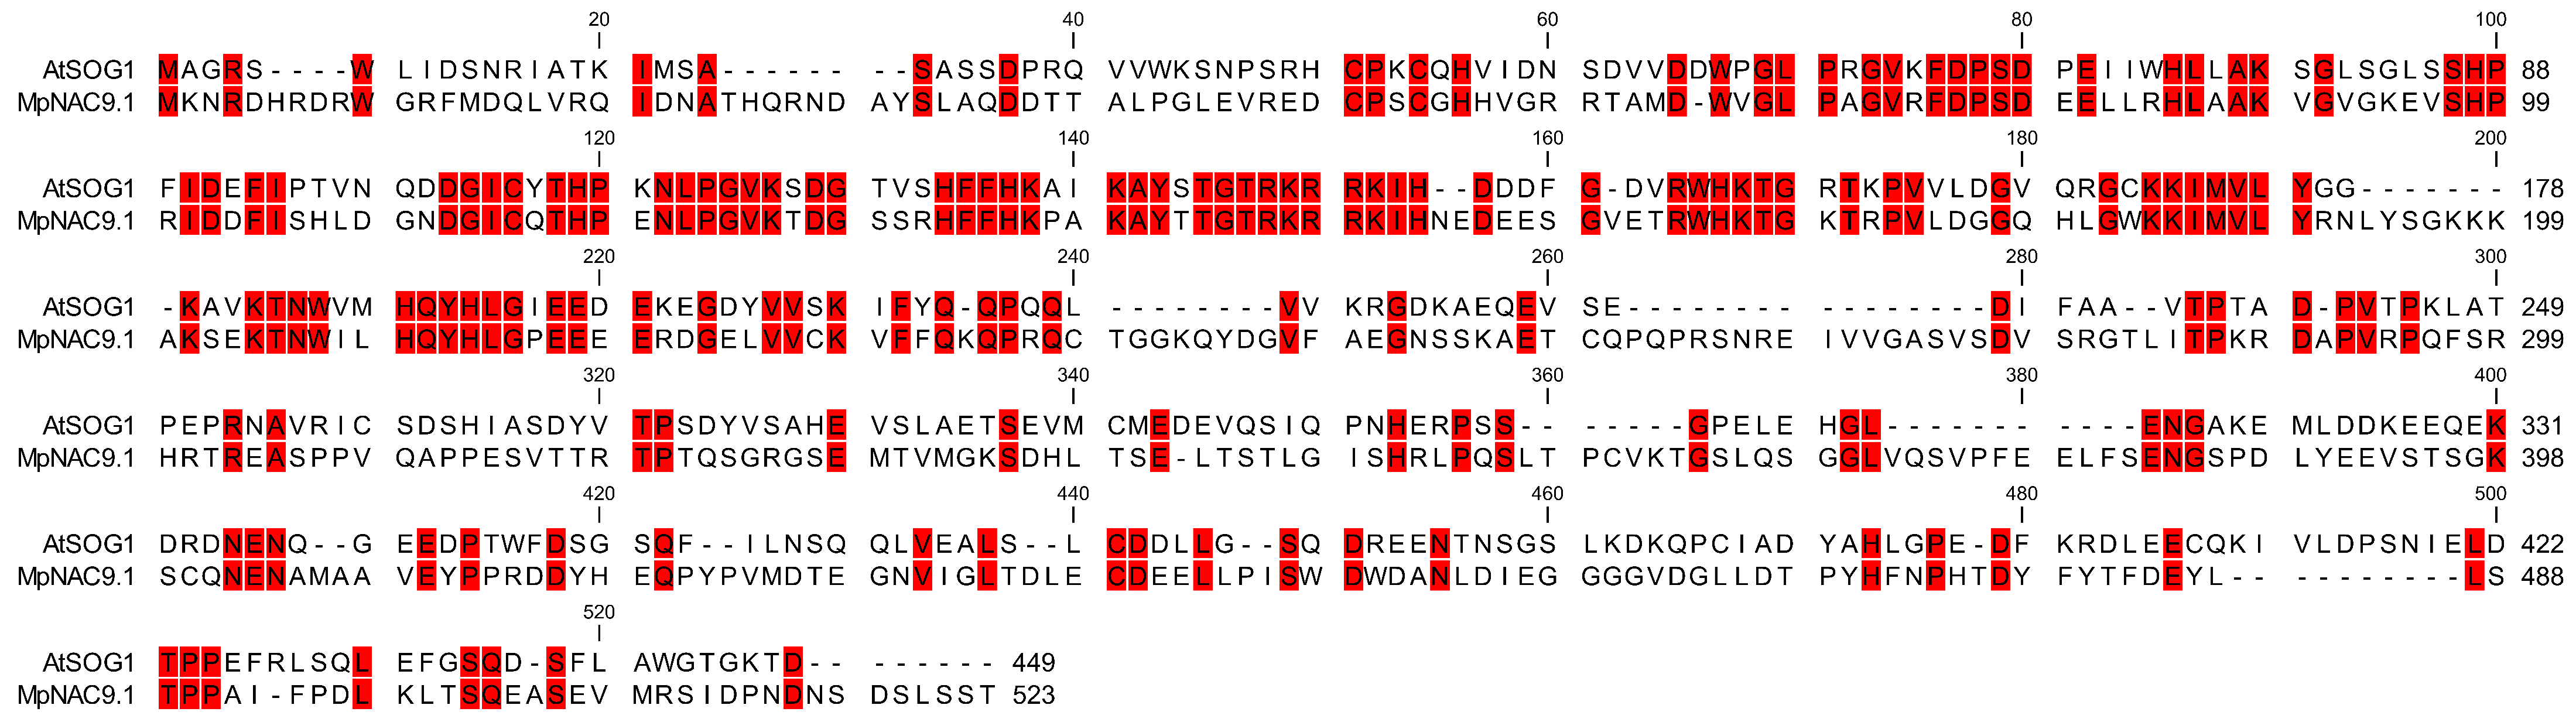 20 40 60 80 100
AtSOG1 MAGRS----W LIDSNRIATK IMSA------ --SASSDPRQ VVWKSNPSRH CPKCQHVIDN SDVVDDWPGL PRGVKFDPSD PEIIWHLLAK SGLSGLSSHP 88
MpNAC9.1 MKNRDHRDRW GRFMDQLVRQ IDNATHQRND AYSLAQDDTT ALPGLEVRED CPSCGHHVGR RTAMD-WVGL PAGVRFDPSD EELLRHLAAK VGVGKEVSHP 99
120 140 160 180 200
AtSOG1 FIDEFIPTVN QDDGICYTHP KNLPGVKSDG TVSHFFHKAI KAYSTGTRKR RKIH--DDDF G-DVRWHKTG RTKPVVLDGV QRGCKKIMVL YGG------- 178
MpNAC9.1 RIDDFISHLD GNDGICQTHP ENLPGVKTDG SSRHFFHKPA KAYTTGTRKR RKIHNEDEES GVETRWHKTG KTRPVLDGGQ HLGWKKIMVL YRNLYSGKKK 199
220 240 260 280 300
AtSOG1 -KAVKTNWVM HQYHLGIEED EKEGDYVVSK IFYQ-QPQQL --------VV KRGDKAEQEV SE-------- --------DI FAA--VTPTA D-PVTPKLAT 249
MpNAC9.1 AKSEKTNWIL HQYHLGPEEE ERDGELVVCK VFFQKQPRQC TGGKQYDGVF AEGNSSKAET CQPQPRSNRE IVVGASVSDV SRGTLITPKR DAPVRPQFSR 299
320 340 360 380 400
AtSOG1 PEPRNAVRIC SDSHIASDYV TPSDYVSAHE VSLAETSEVM CMEDEVQSIQ PNHERPSS-- -----GPELE HGL------- ----ENGAKE MLDDKEEQEK 331
MpNAC9.1 HRTREASPPV QAPPESVTTR TPTQSGRGSE MTVMGKSDHL TSE-LTSTLG ISHRLPQSLT PCVKTGSLQS GGLVQSVPFE ELFSENGSPD LYEEVSTSGK 398
420 440 460 480 500
AtSOG1 DRDNENQ--G EEDPTWFDSG SQF--ILNSQ QLVEALS--L CDDLLG--SQ DREENTNSGS LKDKQPCIAD YAHLGPE-DF KRDLEECQKI VLDPSNIELD 422
MpNAC9.1 SCQNENAMAA VEYPPRDDYH EQPYPVMDTE GNVIGLTDLE CDEELLPISW DWDANLDIEG GGGVDGLLDT PYHFNPHTDY FYTFDEYL-- --------LS 488
520
AtSOG1 TPPEFRLSQL EFGSQD-SFL AWGTGKTD-- ------ 449
MpNAC9.1 TPPAI-FPDL KLTSQEASEV MRSIDPNDNS DSLSST 523